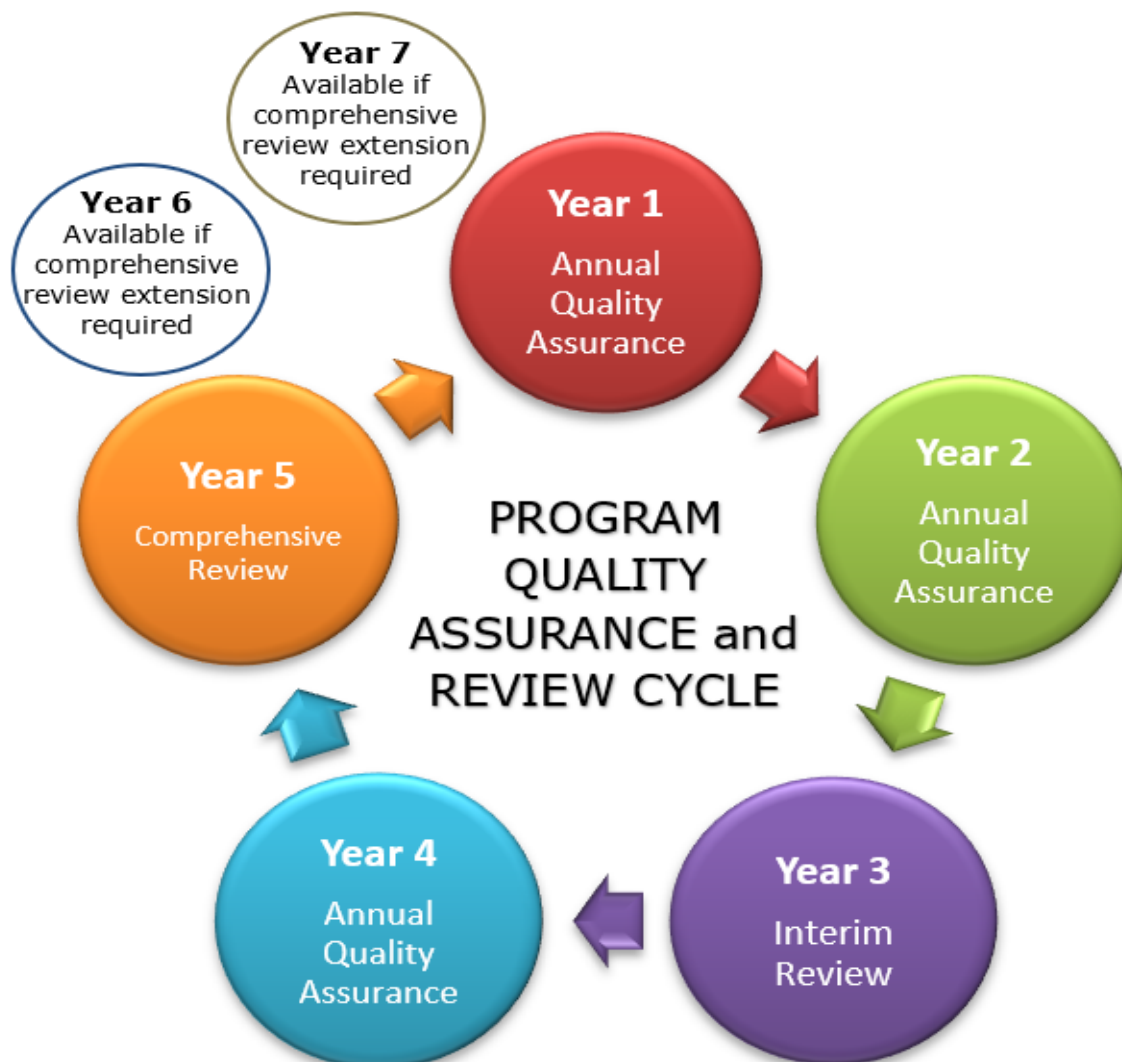 Year 7
Available if
comprehensive
review extension
required
Year 6
Available if
comprehensive
review extension
required
Year 1
Annual
Quality
Assurance
Year 2
Annual
Quality
Assurance
Year 3
Interim
Review
Year 4
Annual
Quality
Assurance
Year 5
Comprehensive
Review
PROGRAM
QUALITY
ASSURANCE and
REVIEW CYCLE